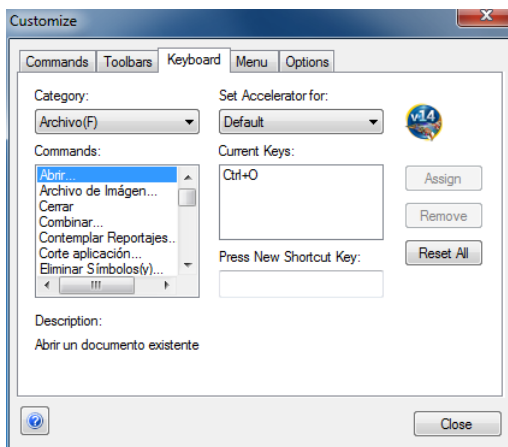 Customize
Commands Toolbars Keyboard Menu Options
Category: Set Accelerator for:
Archivo(F) Default
v14
Commands: Current Keys:
Abrir... Ctrl+O
Archivo de Imágen...
Cerrar
Combinar...
Contemplar Reportajes..
Corte aplicación...
Eliminar Símbolos(y)...
Assign
Remove
Press New Shortcut Key: Reset All
Description:
Abrir un documento existente
Close